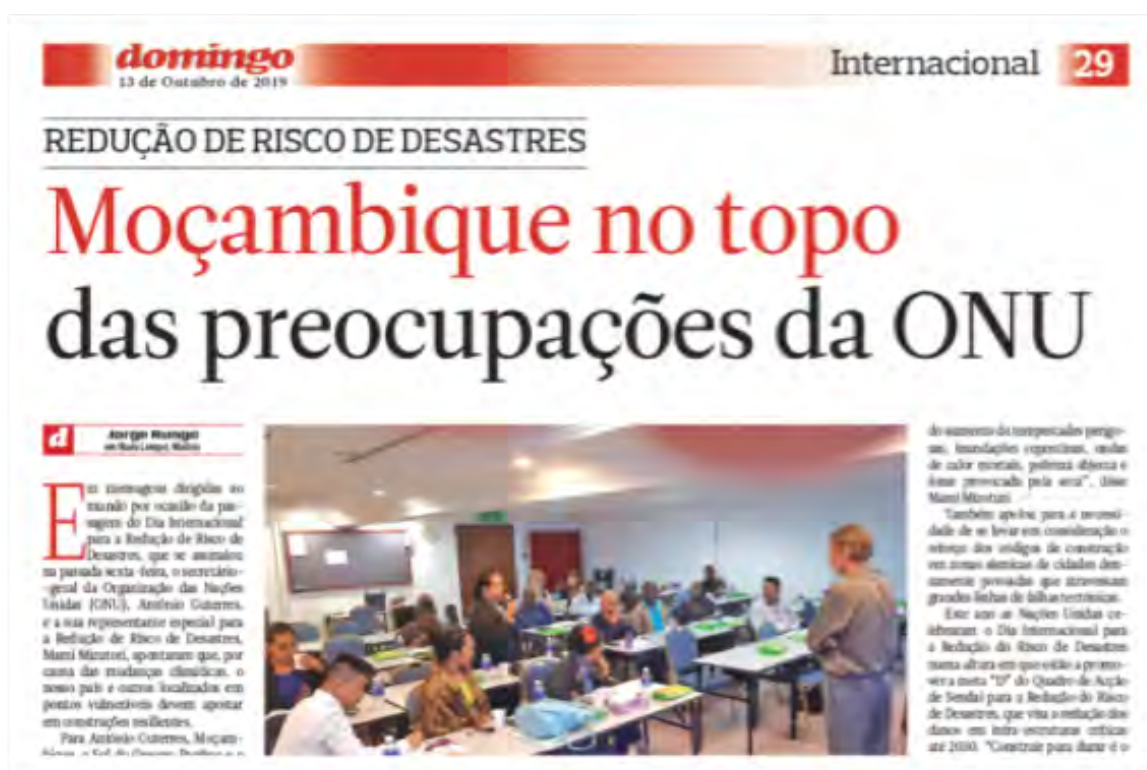 domingo
13 de Outubro de 2019
Internacional 29
REDUÇÃO DE RISCO DE DESASTRES
Moçambique no topo
das preocupações da ONU
d
Jorge Rungo
Em mensagens dirigidas ao
mundo por ocasião da pas-
sagem do Dia Internacional
para a Redução de Risco de
Desastres, que se assinalou
na passada sexta-feira, o secretário-
-geral da Organização das Nações
Unidas (ONU), António Guterres,
e a sua representante especial para
a Redução de Risco de Desastres,
Mami Mizutori, apontaram que, por
causa das mudanças climáticas, o
nosso país e outros localizados em
pontos vulneráveis devem apostar
em construções resilientes.
Para António Guterres, Moçam-
do aumento de tempestades perigo-
sas, inundações repentinas, ondas
de calor mortais, pobreza abjecta e
fome provocada pela seca", disse
Mami Mizutori.
Também apelou para a necessi-
dade de se levar em consideração o
reforço dos códigos de construção
em zonas sísmicas de cidades den-
samente povoadas que atravessam
grandes linhas de falhas tectónicas.
Este ano as Nações Unidas ce-
lebraram o Dia Internacional para
a Redução do Risco de Desastres
numa altura em que estão a promo-
ver a meta "D" do Quadro de Acção
de Sendai para a Redução do Risco
de Desastres, que visa a redução dos
danos em infra-estruturas críticas
até 2030. "Construir para durar é o